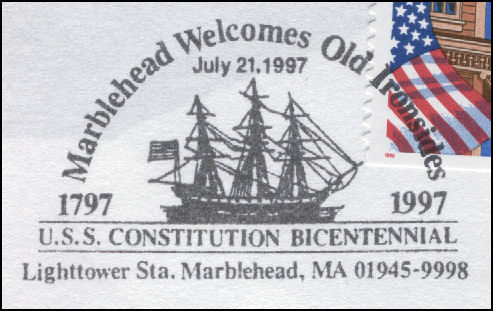 Marblehead Welcomes Old Ironsides
July 21, 1997
1797 1997
U.S.S. CONSTITUTION BICENTENNIAL
Lighttower Sta. Marblehead, MA 01945-9998